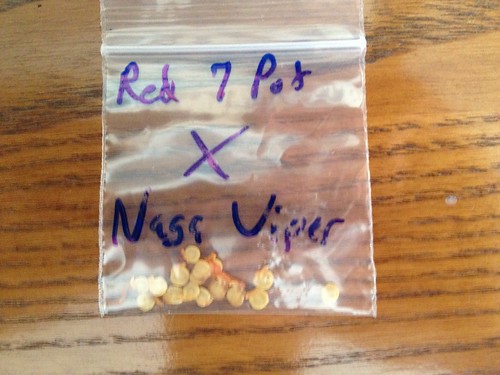 Red 7 Pot
X
Naga Viper